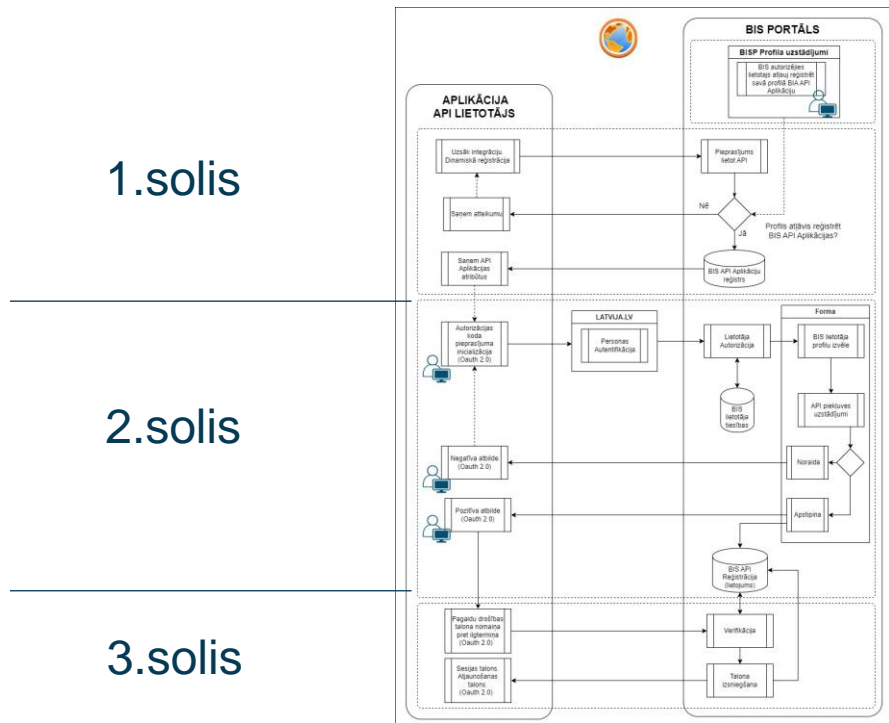 BIS PORTĀLS
BISP Profila uzstādījumi
BIS autorizējies
lietotajs atļauj reģistrēt
savā profilā BIA API
Aplikāciju
APLIKĀCIJA
API LIETOTĀJS
1.solis
Uzsāk integrāciju
Dinamiskā reģistrācija
Pieprasījums
lietot API
Saņem atteikumu
Nē
Jā
Profils atļāvis reģistrēt
BIS API Aplikācijas?
Saņem API
Aplikācijas
atribūtus
BIS API Aplikāciju
reģistrs
2.solis
Autorizācijas
koda
pieprasījuma
inicializācija
(Oauth 2.0)
LATVIJA.LV
Personas
Autentifikācija
Lietotāja
Autorizācija
Forma
BIS lietotāja
profilu izvēle
BIS
lietotāja
tiesības
API piekļuves
uzstādījumi
Negatīva atbilde
(Oauth 2.0)
Noraida
Pozitīva atbilde
(Oauth 2.0)
Apstiprina
BIS API
Reģistrācija
(lietojums)
3.solis
Pagaidu drošības
talona nomaiņa
pret ilgtermiņa
(Oauth 2.0)
Verifikācija
Sesijas talons.
Atjaunošanas
talons.
(Oauth 2.0)
Talona
izsniegšana